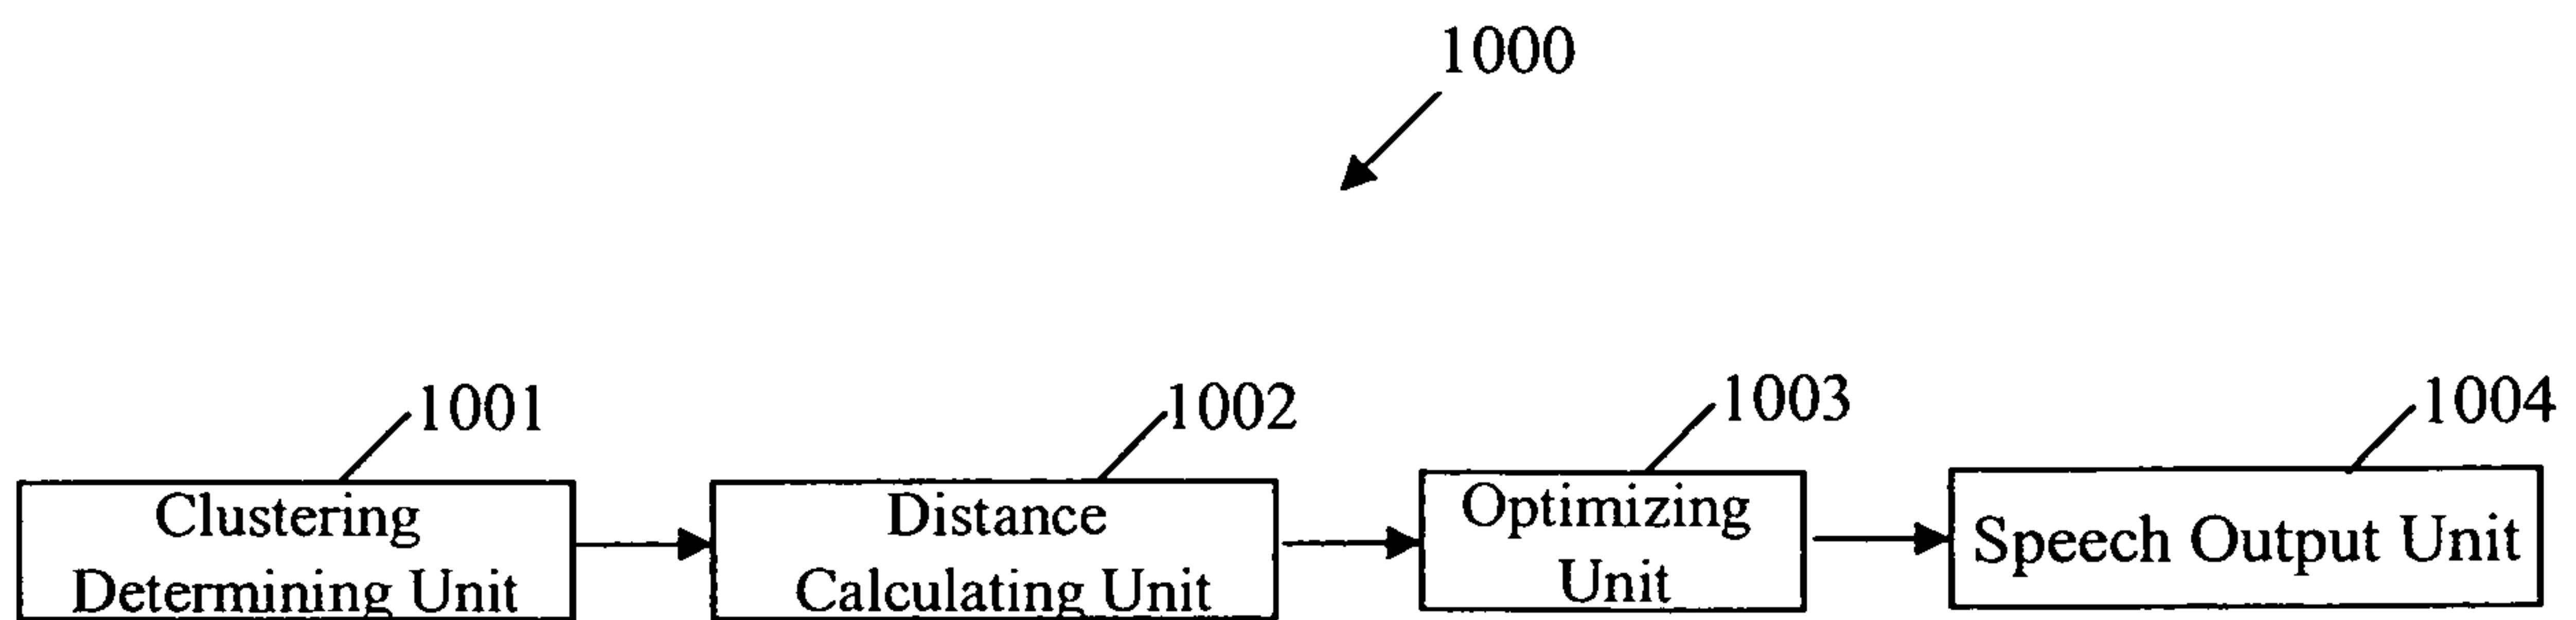 1000
1001
1002
1003
1004
Clustering
Determining Unit
Distance
Calculating Unit
Optimizing
Unit
Speech Output Unit